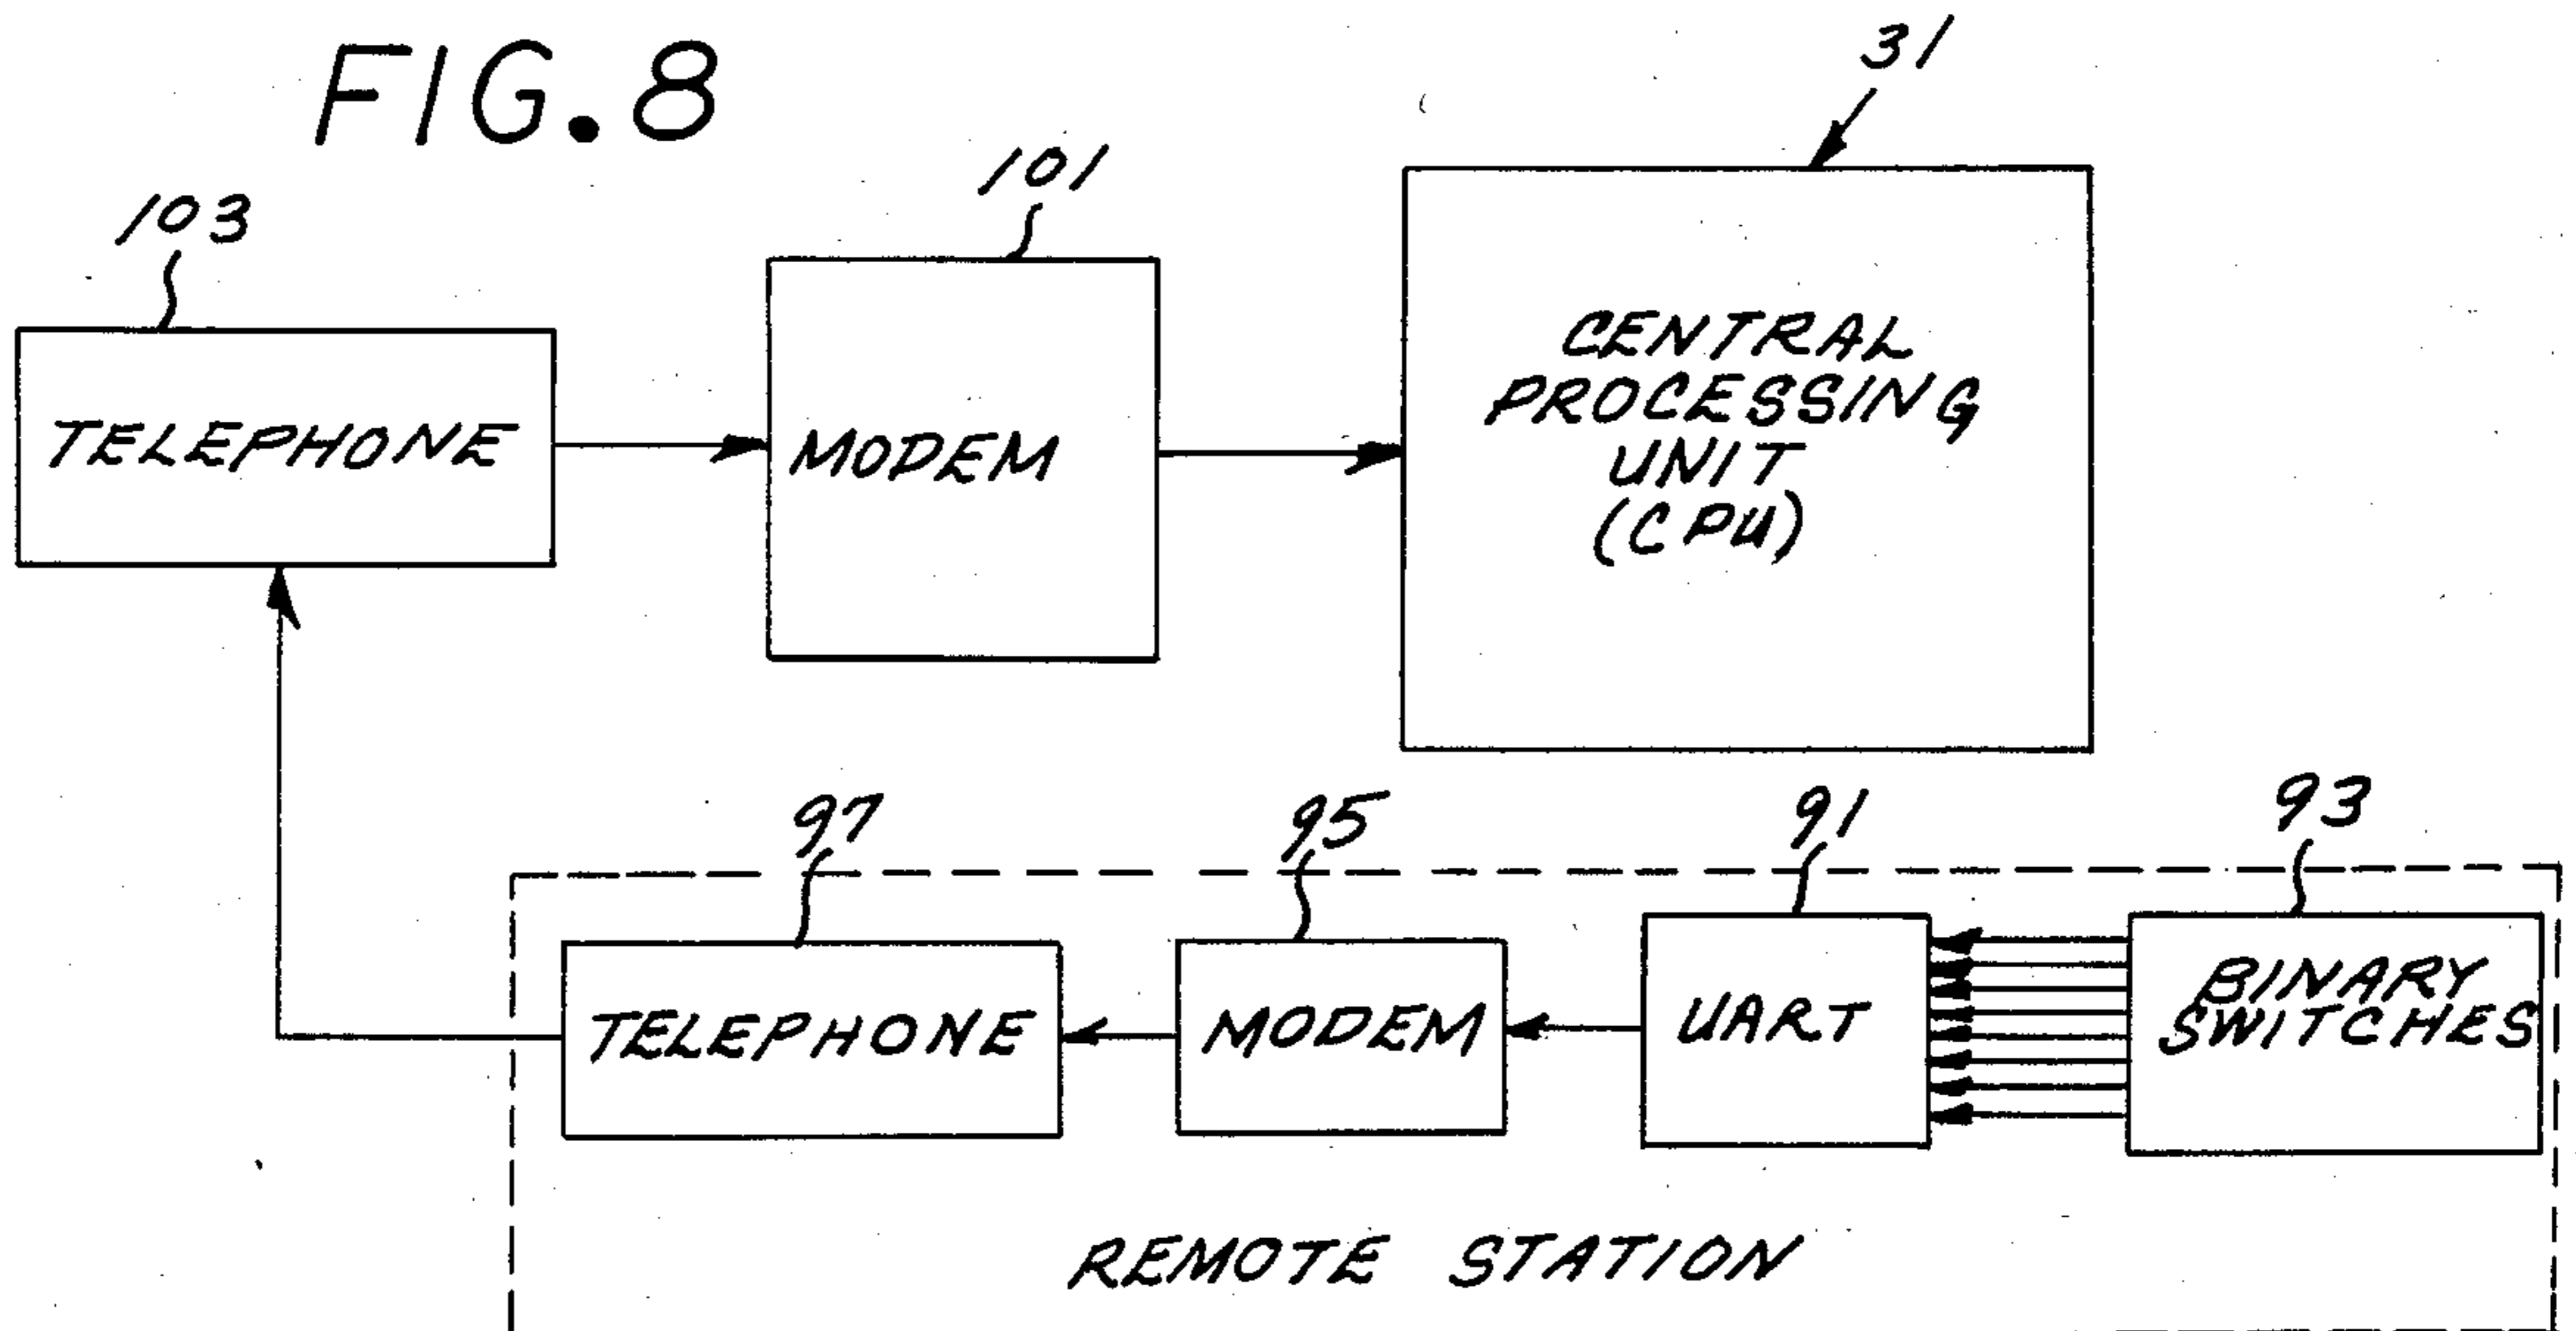 FIG. 8
31
101
103
TELEPHONE
MODEM
CENTRAL
PROCESSING
UNIT
(CPU)
97
95
91
93
TELEPHONE
MODEM
UART
BINARY
SWITCHES
REMOTE STATION